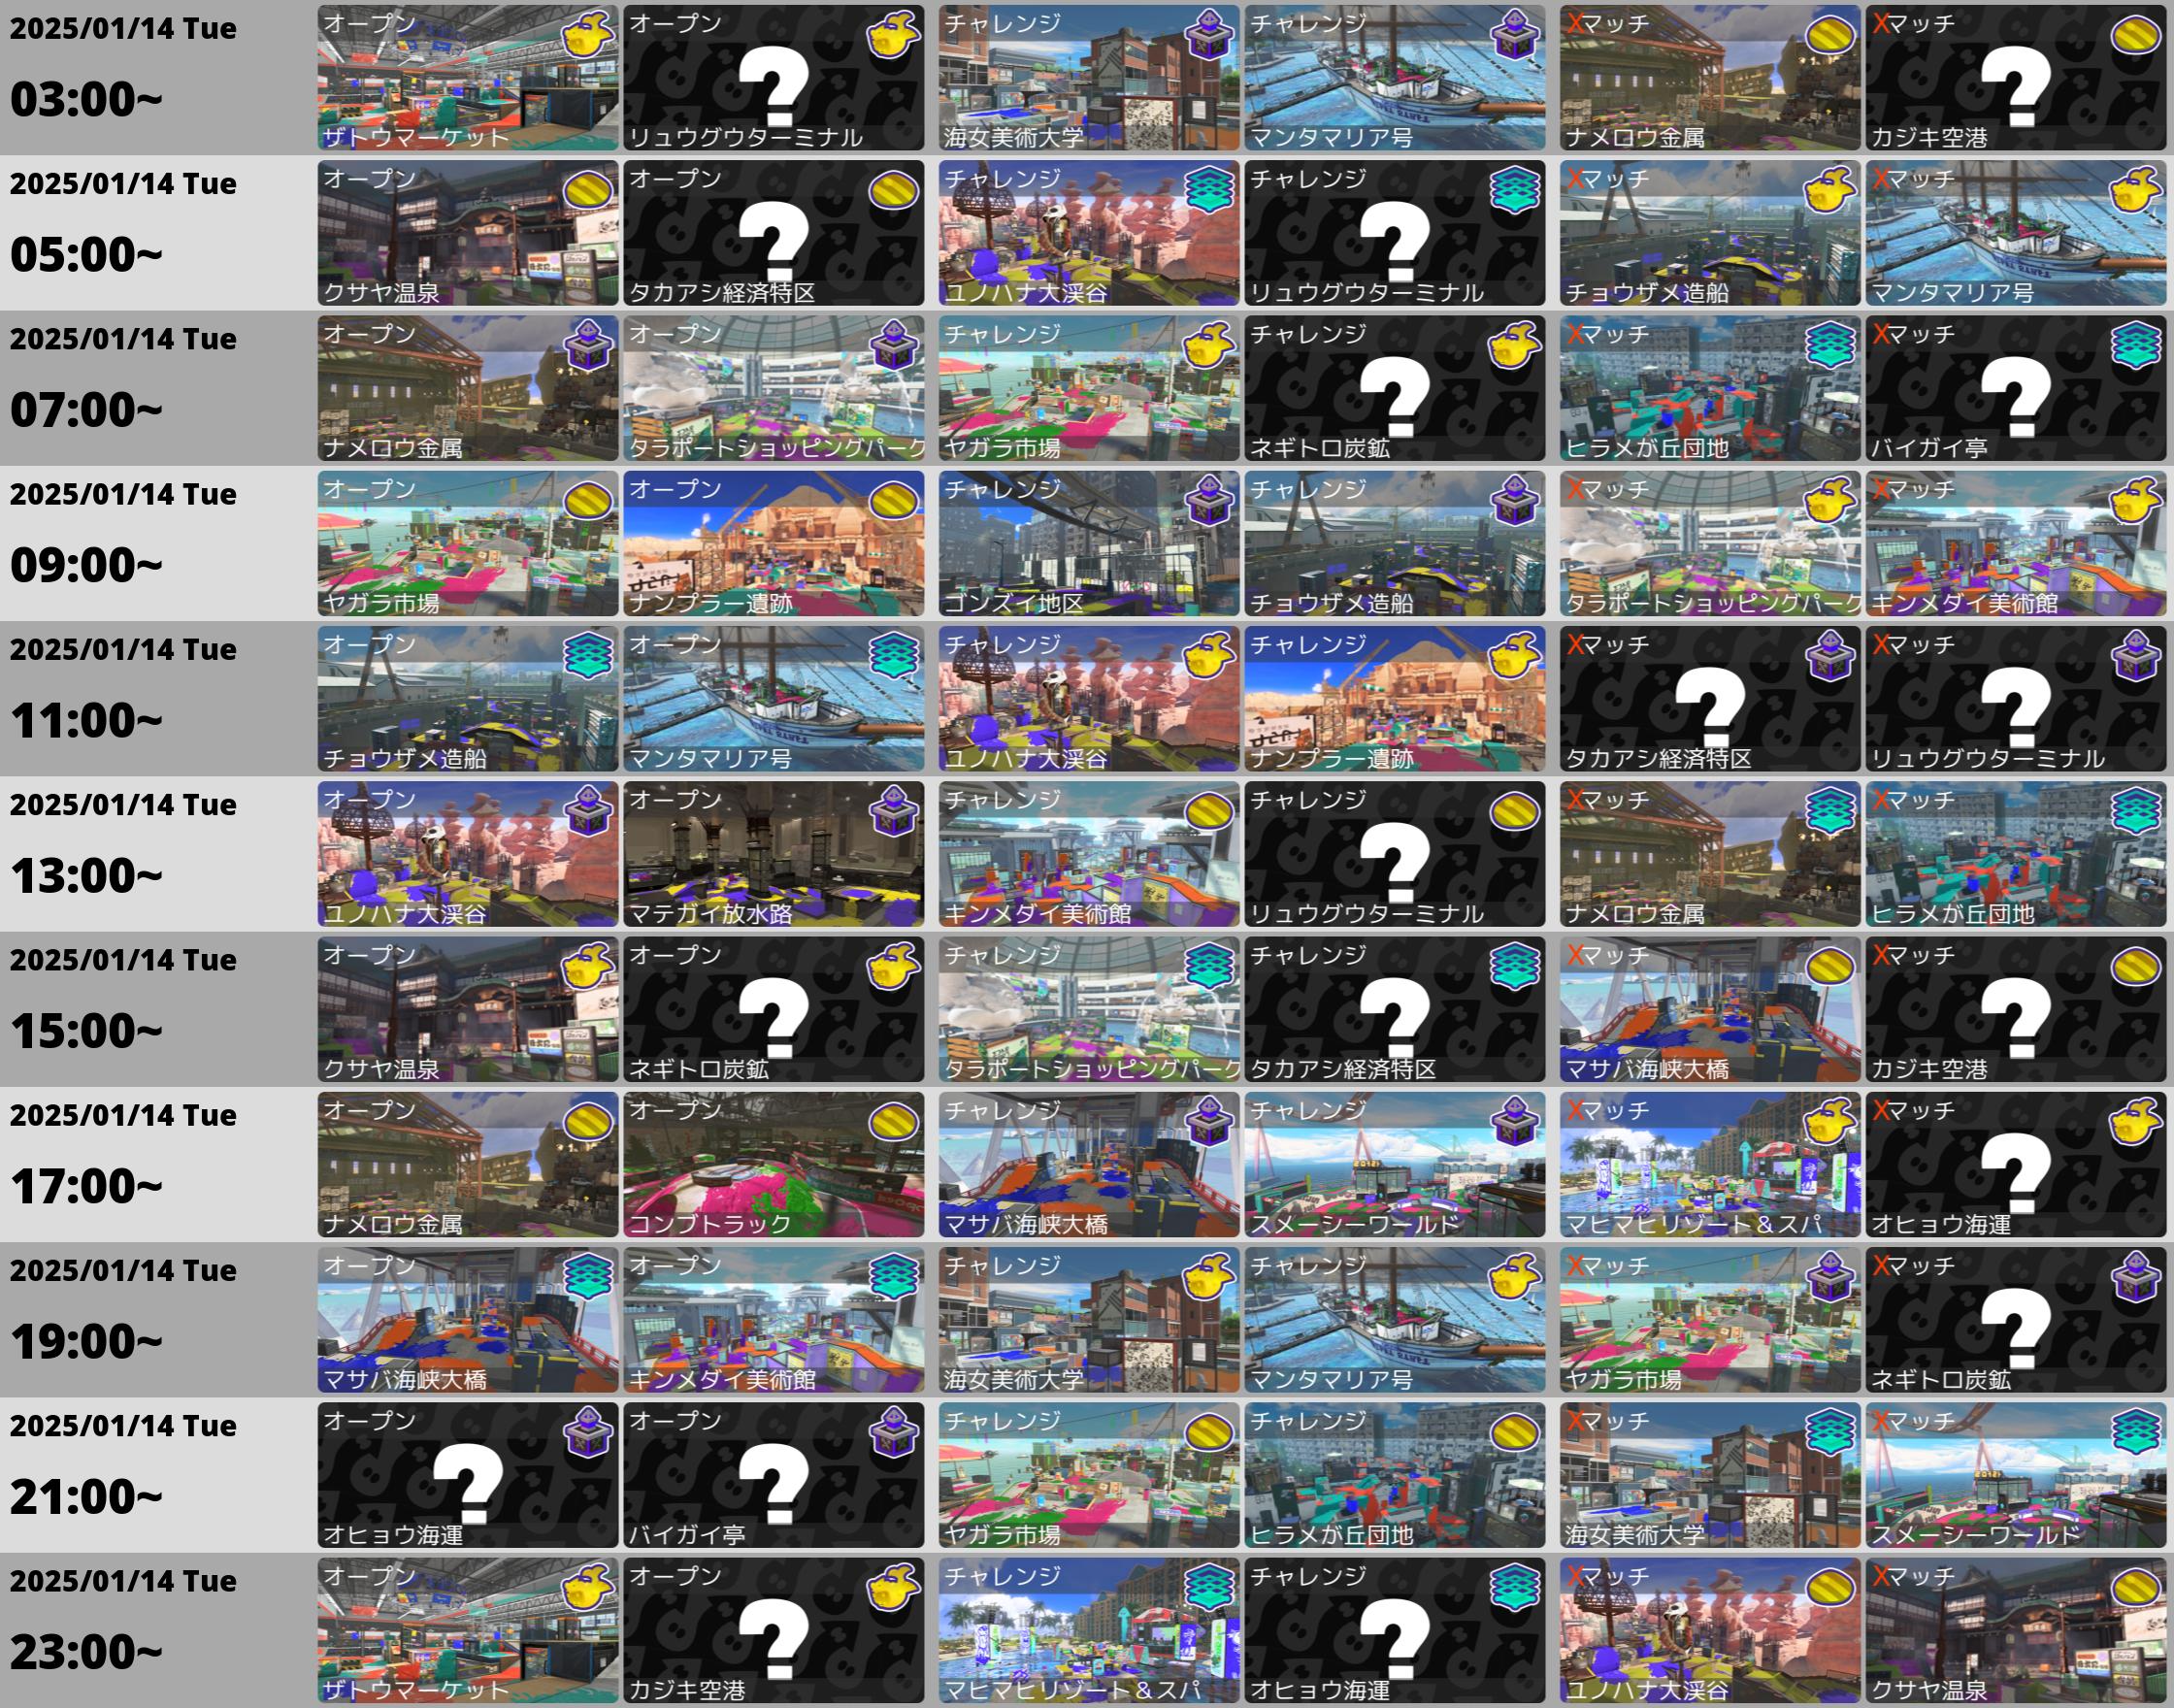 2025/01/14 Tue
03:00~
オープン
ザトウマーケット
オープン
リュウグウターミナル
チャレンジ
海女美術大学
チャレンジ
マンタマリア号
Xマッチ
ナメロウ金属
Xマッチ
カジキ空港
2025/01/14 Tue
05:00~
オープン
クサヤ温泉
オープン
タカアシ経済特区
チャレンジ
ユノハナ大渓谷
チャレンジ
リュウグウターミナル
Xマッチ
チョウザメ造船
Xマッチ
マンタマリア号
2025/01/14 Tue
07:00~
オープン
ナメロウ金属
オープン
タラポートショッピングパーク
チャレンジ
ヤガラ市場
チャレンジ
ネギトロ炭鉱
Xマッチ
ヒラメが丘団地
Xマッチ
バイガイ亭
2025/01/14 Tue
09:00~
オープン
ヤガラ市場
オープン
ナンプラー遺跡
チャレンジ
ゴンズイ地区
チャレンジ
チョウザメ造船
Xマッチ
タラポートショッピングパーク
Xマッチ
キンメダイ美術館
2025/01/14 Tue
11:00~
オープン
チョウザメ造船
オープン
マンタマリア号
チャレンジ
ユノハナ大渓谷
チャレンジ
ナンプラー遺跡
Xマッチ
タカアシ経済特区
Xマッチ
リュウグウターミナル
2025/01/14 Tue
13:00~
オープン
ユノハナ大渓谷
オープン
マテガイ放水路
チャレンジ
キンメダイ美術館
チャレンジ
リュウグウターミナル
Xマッチ
ナメロウ金属
Xマッチ
ヒラメが丘団地
2025/01/14 Tue
15:00~
オープン
クサヤ温泉
オープン
ネギトロ炭鉱
チャレンジ
タラポートショッピングパーク
チャレンジ
タカアシ経済特区
Xマッチ
マサバ海峡大橋
Xマッチ
カジキ空港
2025/01/14 Tue
17:00~
オープン
ナメロウ金属
オープン
コンブトラック
チャレンジ
マサバ海峡大橋
チャレンジ
スメーシーワールド
Xマッチ
マヒマヒリゾート＆スパ
Xマッチ
オヒョウ海運
2025/01/14 Tue
19:00~
オープン
マサバ海峡大橋
オープン
キンメダイ美術館
チャレンジ
海女美術大学
チャレンジ
マンタマリア号
Xマッチ
ヤガラ市場
Xマッチ
ネギトロ炭鉱
2025/01/14 Tue
21:00~
オープン
オヒョウ海運
オープン
バイガイ亭
チャレンジ
ヤガラ市場
チャレンジ
ヒラメが丘団地
Xマッチ
海女美術大学
Xマッチ
スメーシーワールド
2025/01/14 Tue
23:00~
オープン
ザトウマーケット
オープン
カジキ空港
チャレンジ
マヒマヒリゾート＆スパ
チャレンジ
オヒョウ海運
Xマッチ
ユノハナ大渓谷
Xマッチ
クサヤ温泉